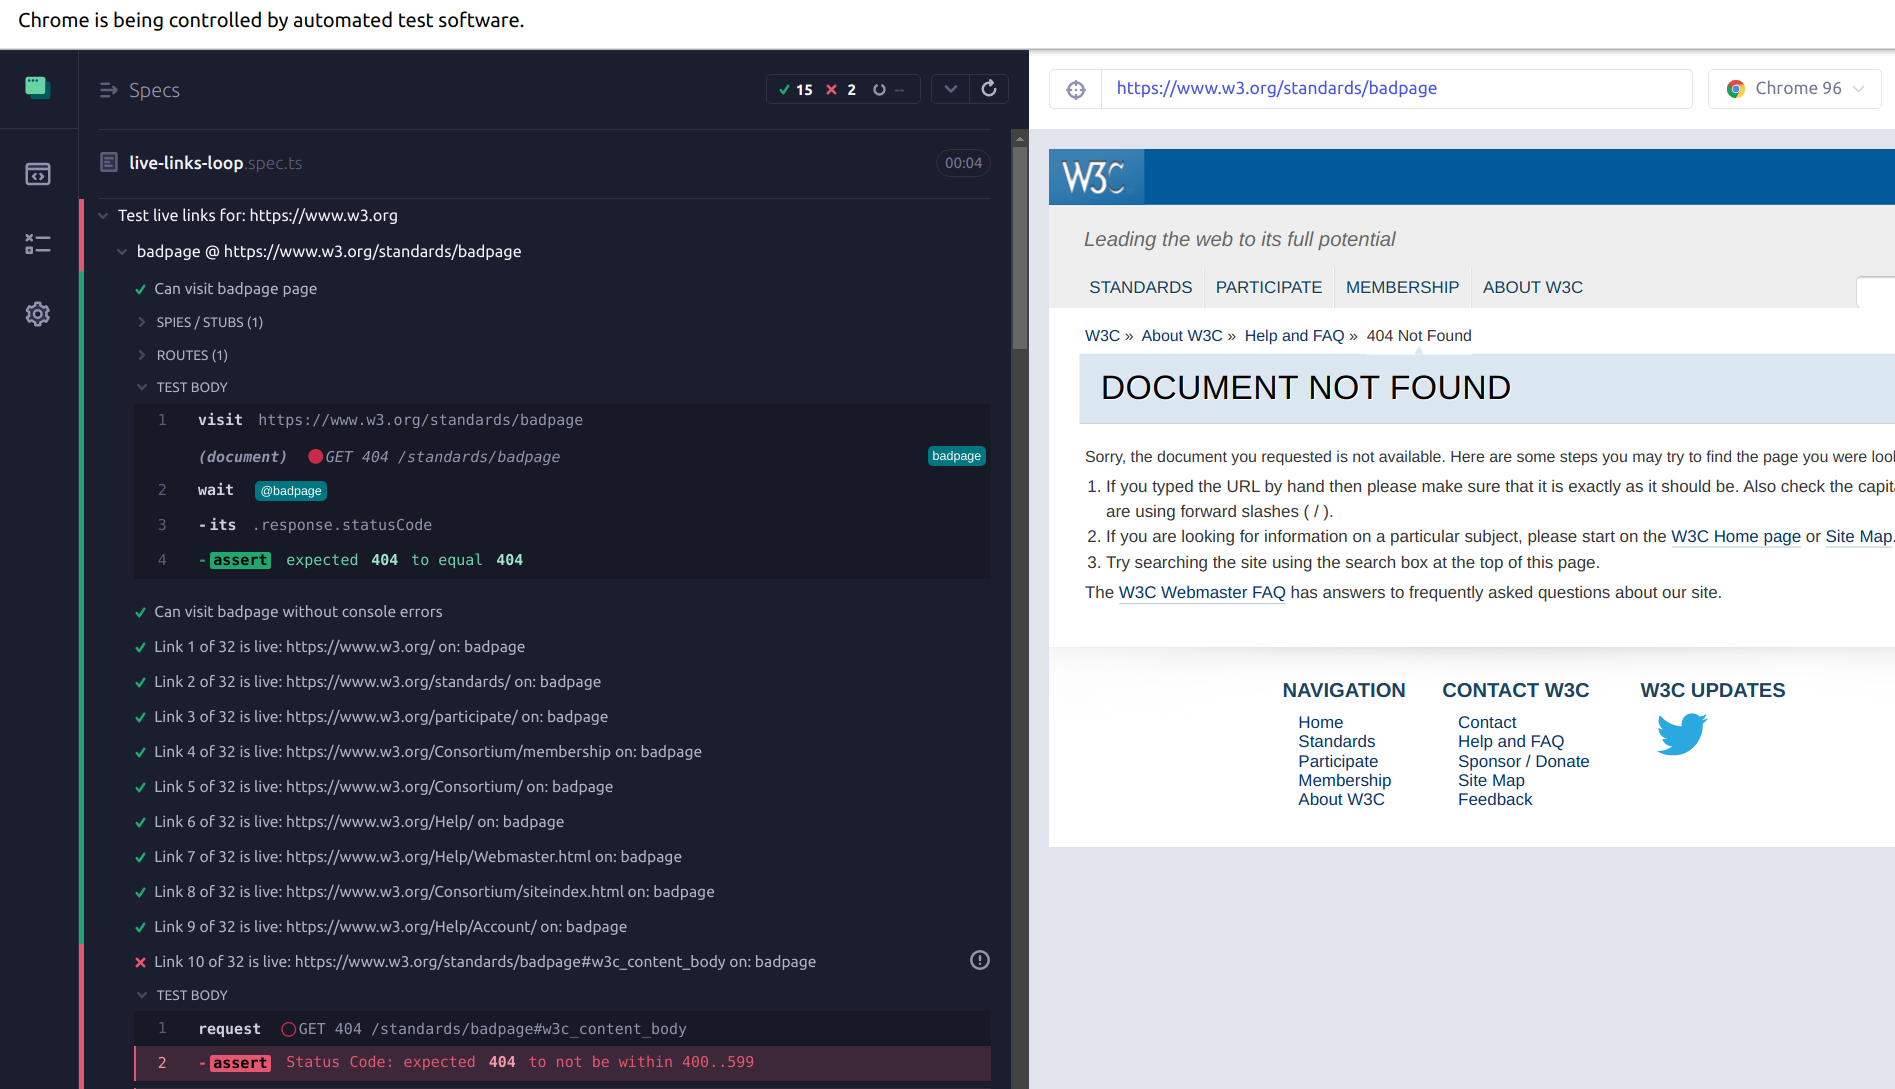 Chrome is being controlled by automated test software.
Specs
15 2 --
live-links-loop.spec.ts
00:04
Test live links for: https://www.w3.org
badpage @ https://www.w3.org/standards/badpage
Can visit badpage page
SPIES / STUBS (1)
ROUTES (1)
TEST BODY
1 visit https://www.w3.org/standards/badpage
(document) GET 404 /standards/badpage badpage
2 wait @badpage
3 -its .response.statusCode
4 -assert expected 404 to equal 404
Can visit badpage without console errors
Link 1 of 32 is live: https://www.w3.org/ on: badpage
Link 2 of 32 is live: https://www.w3.org/standards/ on: badpage
Link 3 of 32 is live: https://www.w3.org/participate/ on: badpage
Link 4 of 32 is live: https://www.w3.org/Consortium/membership on: badpage
Link 5 of 32 is live: https://www.w3.org/Consortium/ on: badpage
Link 6 of 32 is live: https://www.w3.org/Help/ on: badpage
Link 7 of 32 is live: https://www.w3.org/Help/Webmaster.html on: badpage
Link 8 of 32 is live: https://www.w3.org/Consortium/siteindex.html on: badpage
Link 9 of 32 is live: https://www.w3.org/Help/Account/ on: badpage
Link 10 of 32 is live: https://www.w3.org/standards/badpage#w3c_content_body on: badpage
TEST BODY
1 request GET 404 /standards/badpage#w3c_content_body
2 -assert Status Code: expected 404 to not be within 400..599
https://www.w3.org/standards/badpage
Chrome 96
W3C
Leading the web to its full potential
STANDARDS PARTICIPATE MEMBERSHIP ABOUT W3C
W3C » About W3C » Help and FAQ » 404 Not Found
DOCUMENT NOT FOUND
Sorry, the document you requested is not available. Here are some steps you may try to find the page you were
1. If you typed the URL by hand then please make sure that it is exactly as it should be. Also check the
are using forward slashes ( / ).
2. If you are looking for information on a particular subject, please start on the W3C Home page or Site Map.
3. Try searching the site using the search box at the top of this page.
The W3C Webmaster FAQ has answers to frequently asked questions about our site.
NAVIGATION
Home
Standards
Participate
Membership
About W3C
CONTACT W3C
Contact
Help and FAQ
Sponsor / Donate
Site Map
Feedback
W3C UPDATES